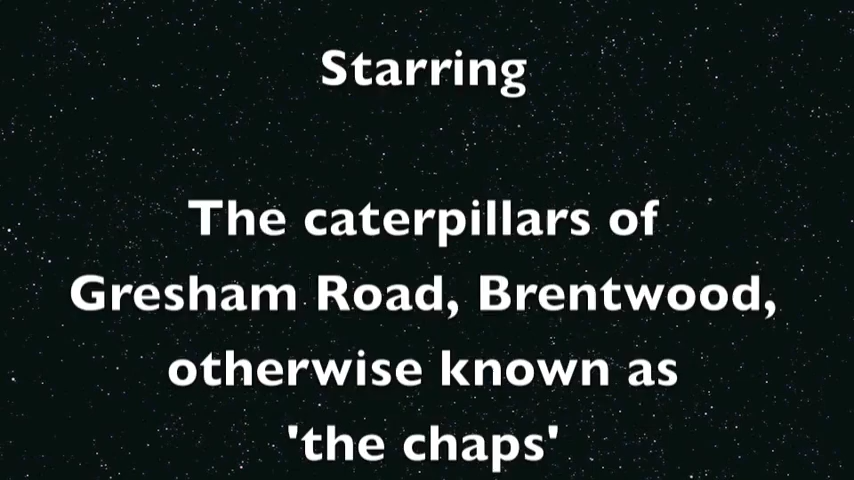 Starring
The caterpillars of
Gresham Road, Brentwood,
otherwise known as
'the chaps'